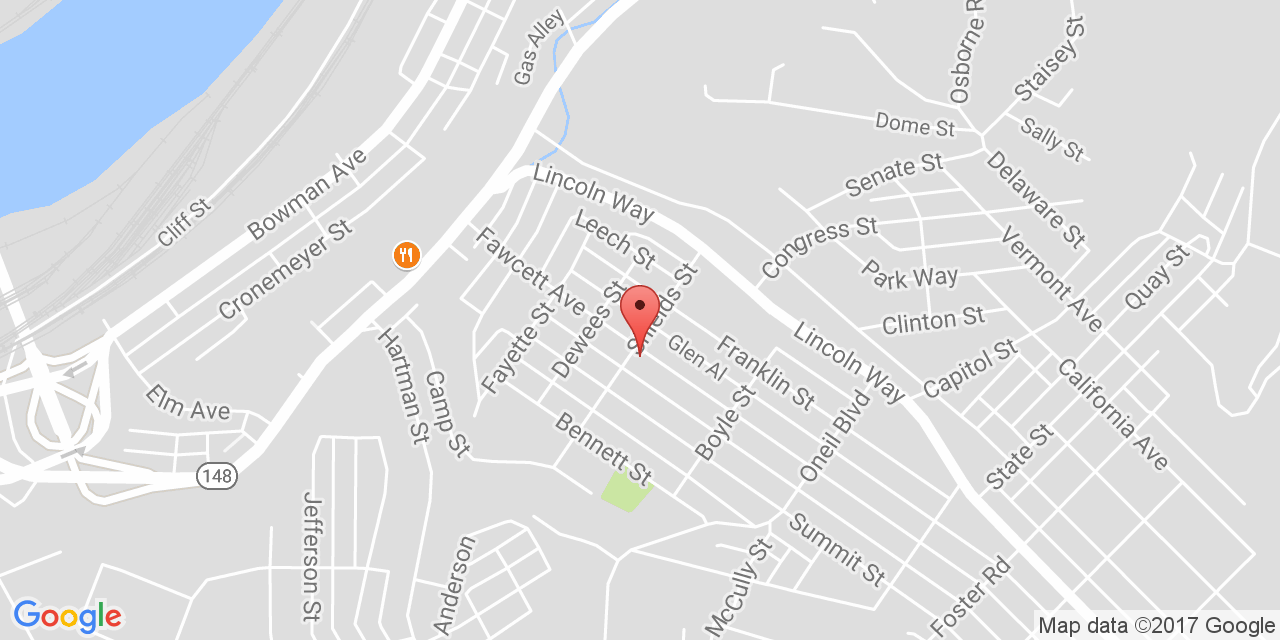 Gas Alley
Osborne R
Staisey St
Dome St
Sally St
Lincoln Way
Senate St
Delaware St
Bowman Ave
Cliff St
Leech St
Congress St
Cronemeyer St
Fawcett Ave
Vermont Ave
Park Way
Quay St
Shields St
Dewees St
Fayette St
Clinton St
Glen Al
Lincoln Way
Franklin St
Capitol St
Hartman St
Camp St
California Ave
Elm Ave
Boyle St
Oneil Blvd
Bennett St
State St
148
Jefferson St
Summit St
Anderson
McCully St
Foster Rd
Google
Map data ©2017 Google